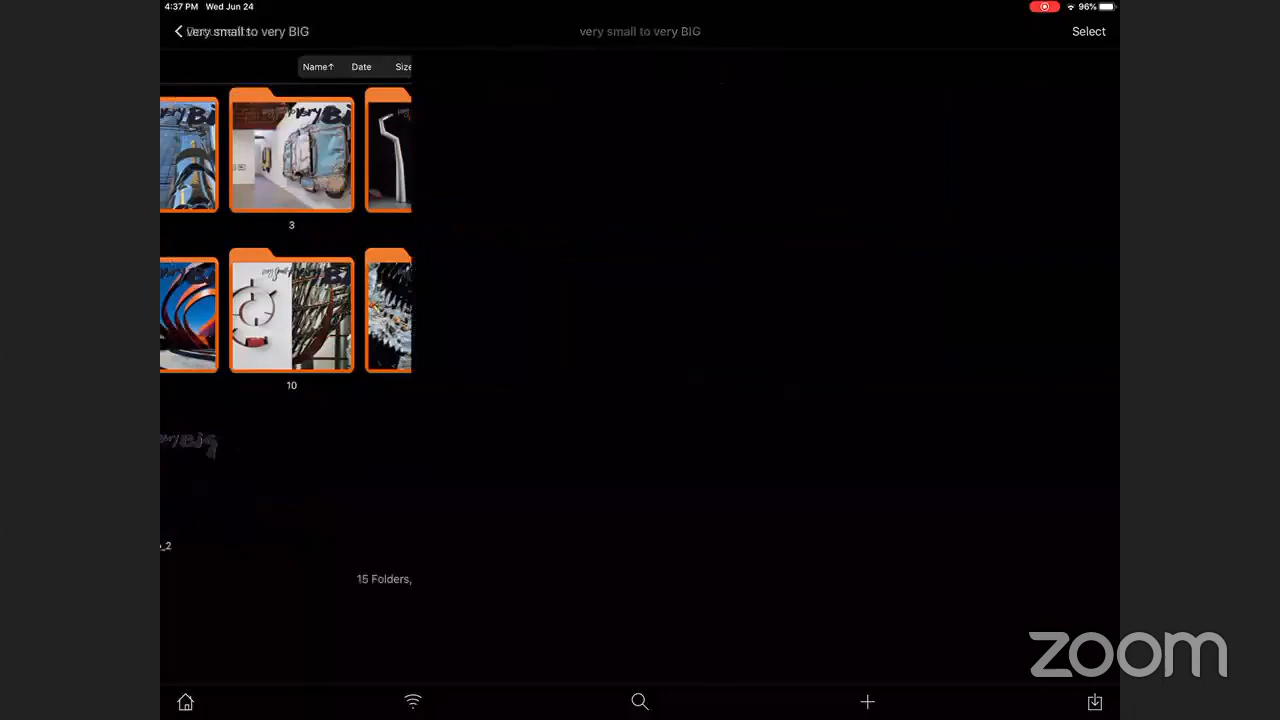 4:37 PM Wed Jun 24
96%
very small to very BIG
very small to very BIG
Select
Name↑ Date Size
3
10
_2
15 Folders,
zoom